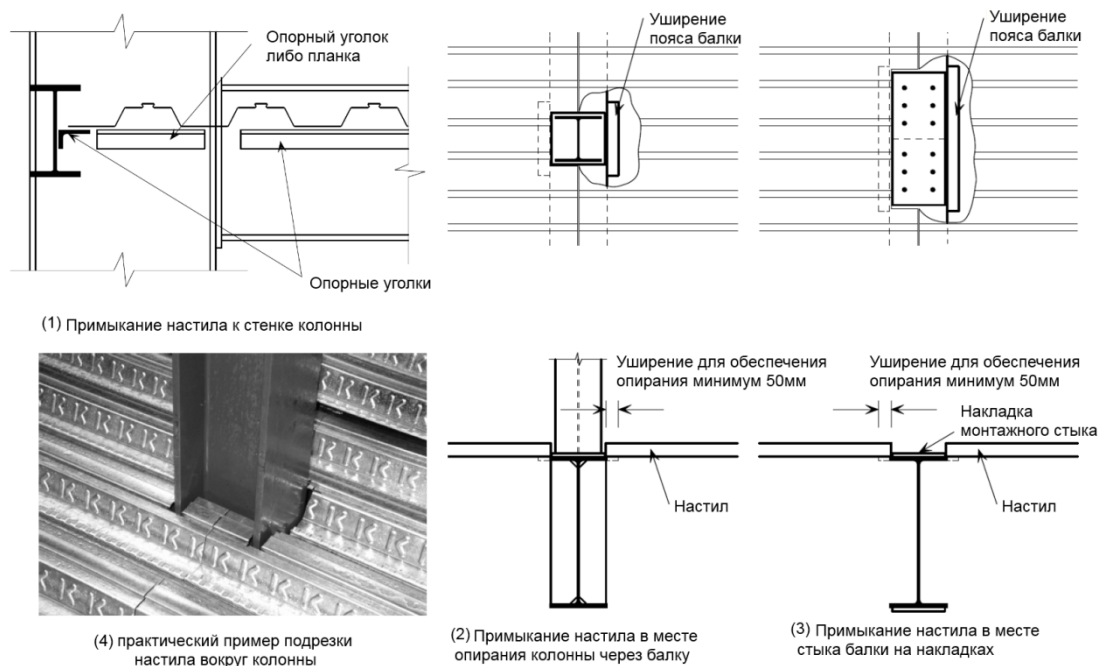 Опорный уголок
либо планка
Опорные уголки
(1) Примыкание настила к стенке колонны
Уширение
пояса балки
Уширение
пояса балки
(4) практический пример подрезки
настила вокруг колонны
Уширение для обеспечения
опирания минимум 50мм
Настил
(2) Примыкание настила в месте
опирания колонны через балку
Уширение для обеспечения
опирания минимум 50мм
Накладка
монтажного стыка
Настил
(3) Примыкание настила в месте
стыка балки на накладках